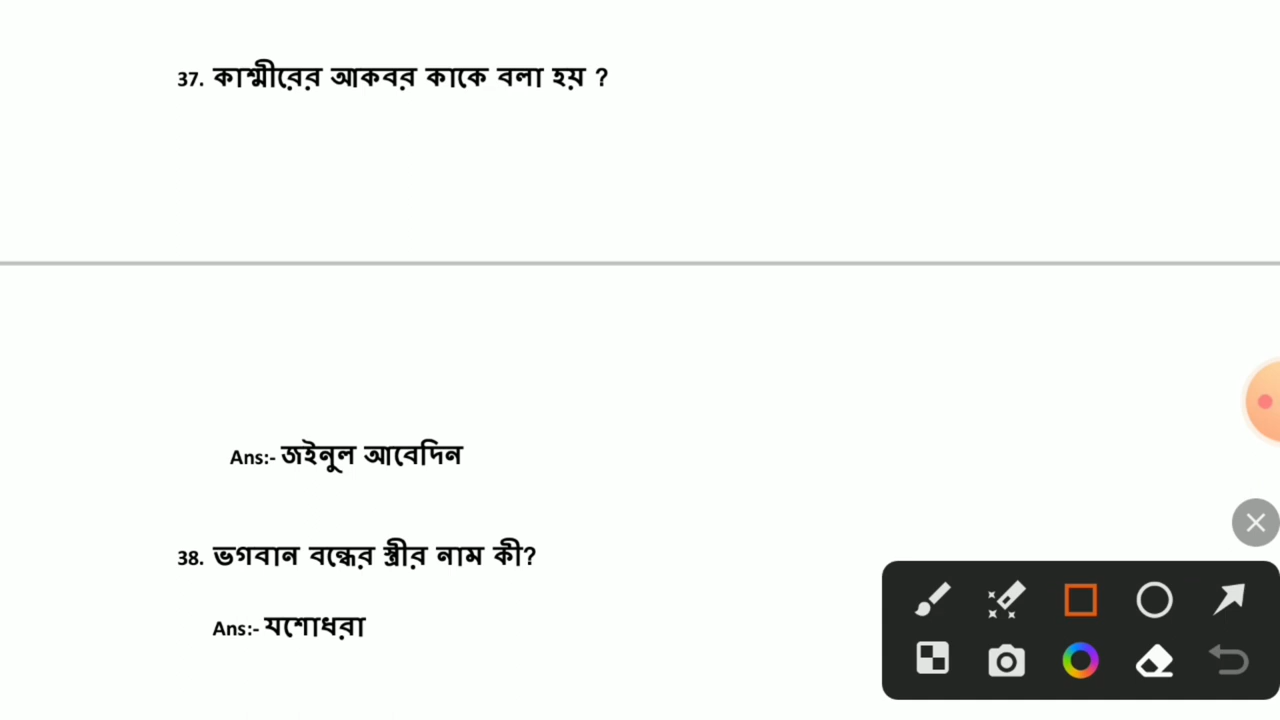 37. কাশ্মীরের আকবর কাকে বলা হয় ?
Ans:- জইনুল আবেদিন
38. ভগবান বন্ধের স্ত্রীর নাম কী?
Ans:- যশোধরা